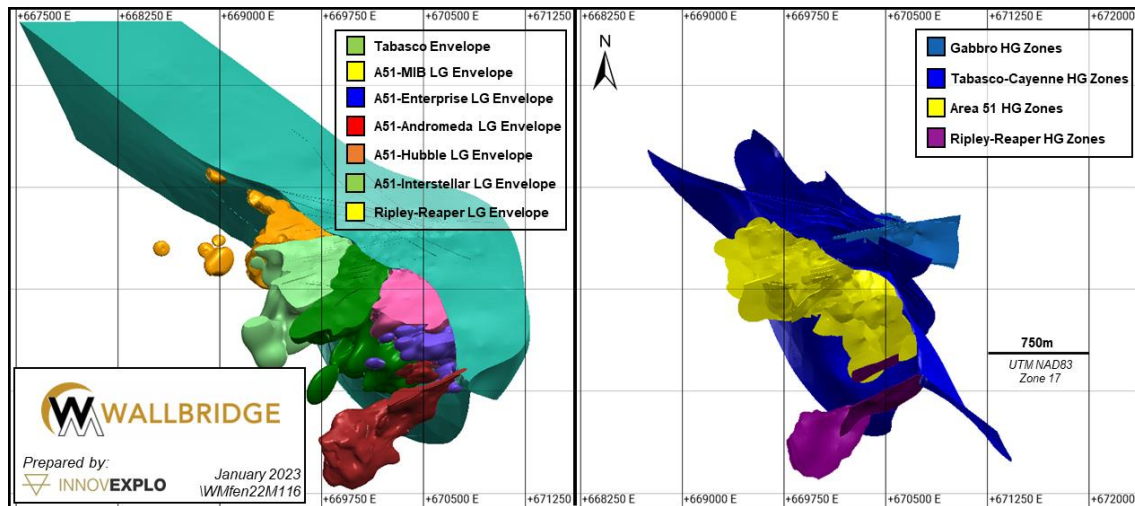 +667500 E +668250 E +669000 E +669750 E +670500 E +671250 E
Tabasco Envelope
A51-MIB LG Envelope
A51-Enterprise LG Envelope
A51-Andromeda LG Envelope
A51-Hubble LG Envelope
A51-Interstellar LG Envelope
Ripley-Reaper LG Envelope
WM WALLBRIDGE
Prepared by:
INNOVEXPLO
January 2023
\WMfen22M116
+669750 E +670500 E +671250 E
+668250 E +669000 E +669750 E +670500 E +671250 E +672000
N
Gabbro HG Zones
Tabasco-Cayenne HG Zones
Area 51 HG Zones
Ripley-Reaper HG Zones
750m
UTM NAD83
Zone 17
+668250 E +669000 E +669750 E +670500 E +671250 E +672000